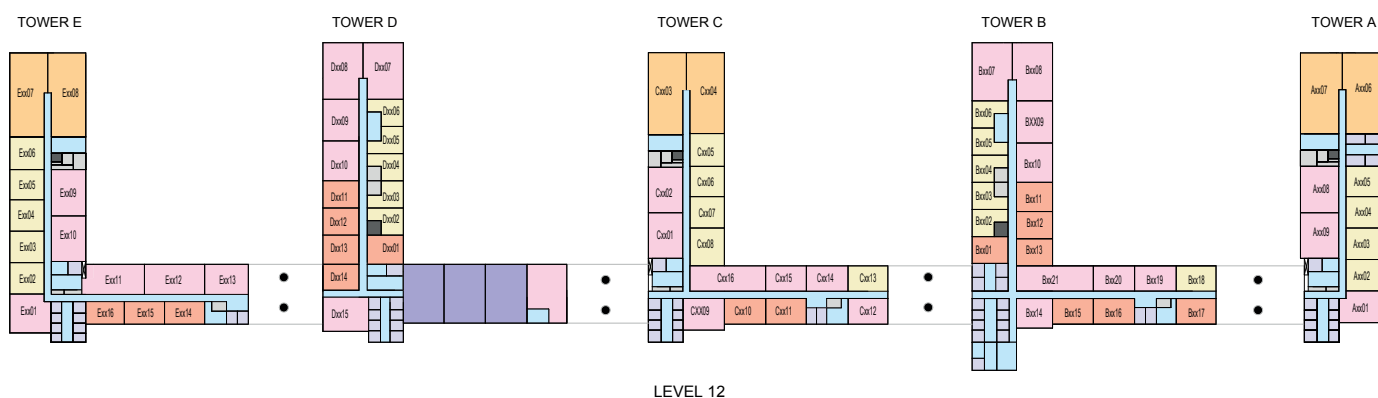 TOWER E TOWER D TOWER C TOWER B TOWER A
Exx07 Exx08
Exx06
Exx05 Exx09
Exx04
Exx03 Exx10
Exx02
Exx11 Exx12 Exx13
Exx01 Exx16 Exx15 Exx14
Dxx08 Dxx07
Dxx09 Dxx06
Dxx05
Dxx10 Dxx04
Dxx11 Dxx03
Dxx12 Dxx02
Dxx13 Dxx01
Dxx14
Dxx15
Cxx03 Cxx04
Cxx05
Cxx02 Cxx06
Cxx07
Cxx01 Cxx08
Cxx16 Cxx15 Cxx14 Cxx13
CXX09 Cxx10 Cxx11 Cxx12
Bxx07 Bxx08
Bxx06 BXX09
Bxx05
Bxx04 Bxx10
Bxx03 Bxx11
Bxx02 Bxx12
Bxx01 Bxx13
Bxx21 Bxx20 Bxx19 Bxx18
Bxx14 Bxx15 Bxx16 Bxx17
Axx07 Axx06
Axx08 Axx05
Axx04
Axx09 Axx03
Axx02
Axx01
LEVEL 12